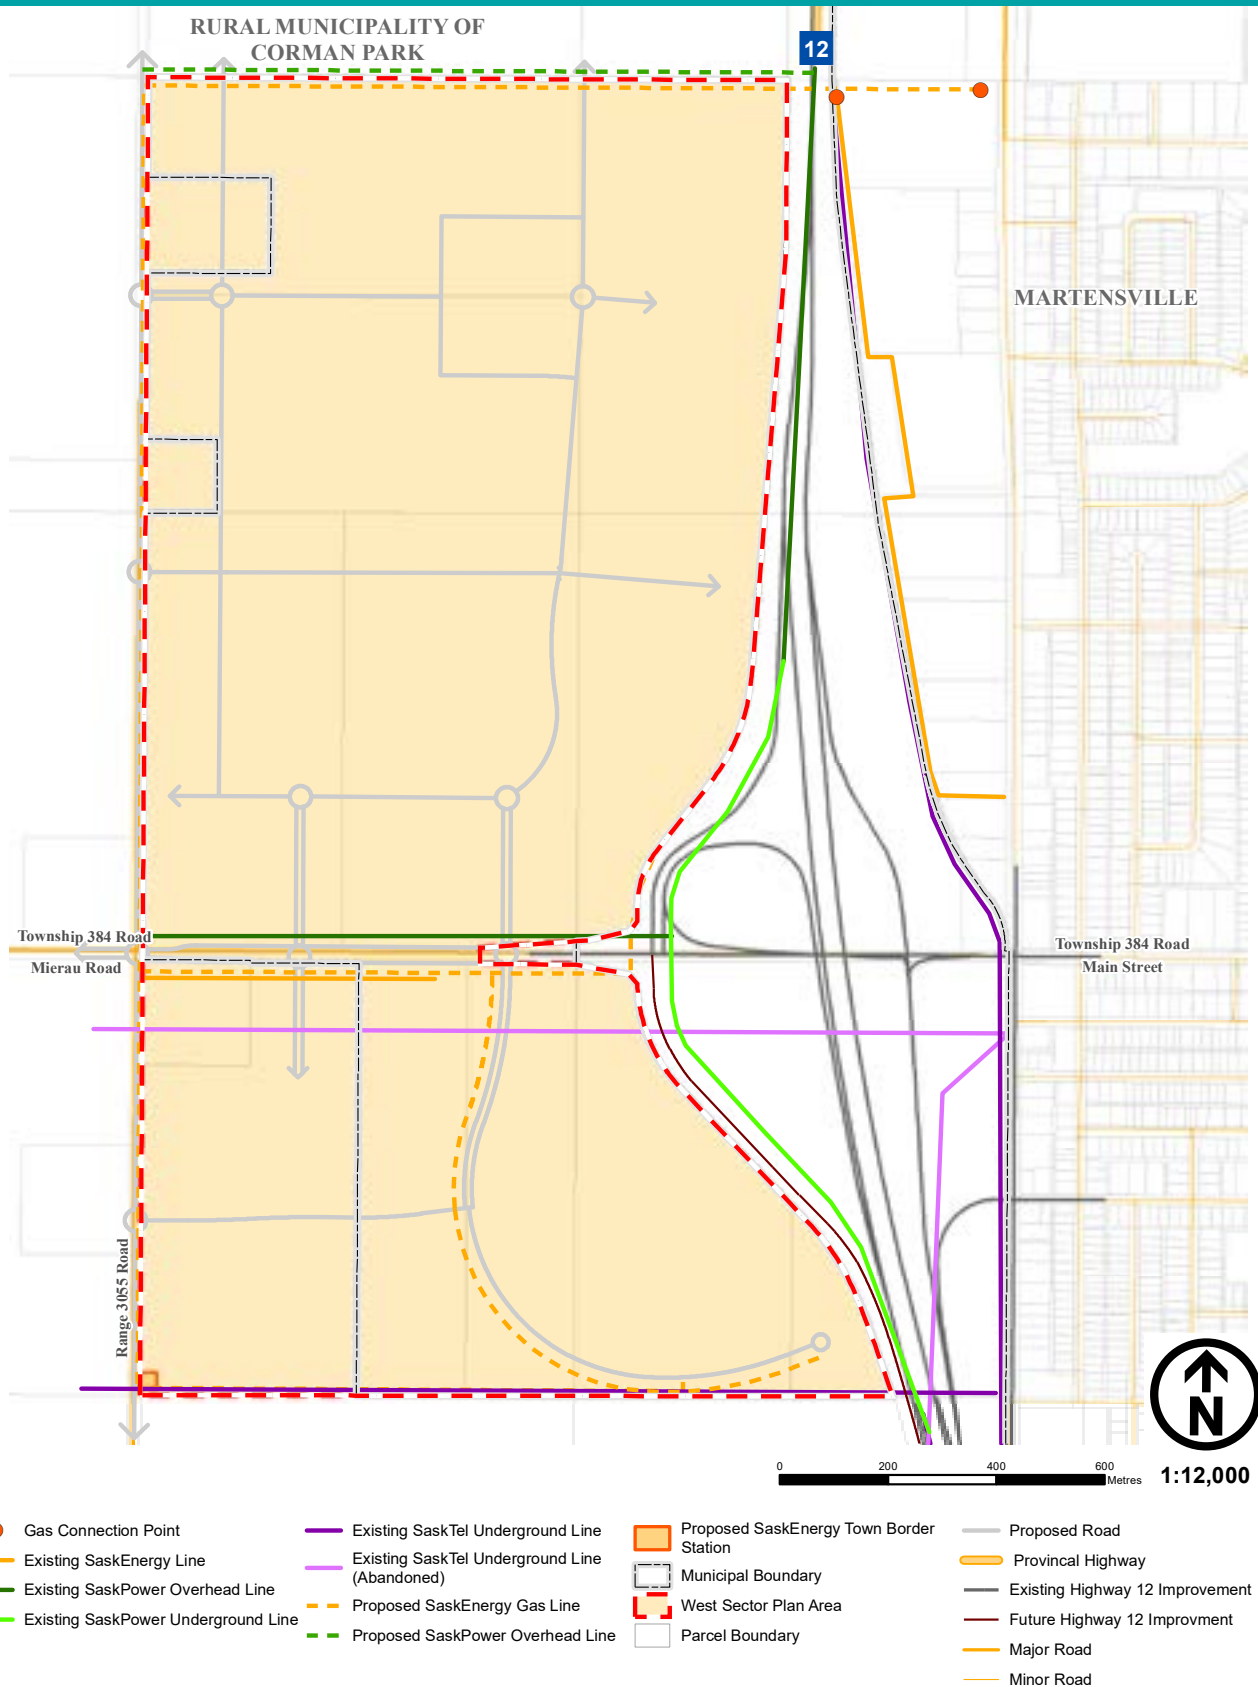 RURAL MUNICIPALITY OF
CORMAN PARK
12
MARTENSVILLE
Township 384 Road
Mierau Road
Township 384 Road
Main Street
Range 3055 Road
N
0 200 400 600
Metres
1:12,000
Gas Connection Point
Existing SaskEnergy Line
Existing SaskPower Overhead Line
Existing SaskPower Underground Line
Existing SaskTel Underground Line
Existing SaskTel Underground Line
(Abandoned)
Proposed SaskEnergy Gas Line
Proposed SaskPower Overhead Line
Proposed SaskEnergy Town Border
Station
Municipal Boundary
West Sector Plan Area
Parcel Boundary
Proposed Road
Provincal Highway
Existing Highway 12 Improvement
Future Highway 12 Improvment
Major Road
Minor Road